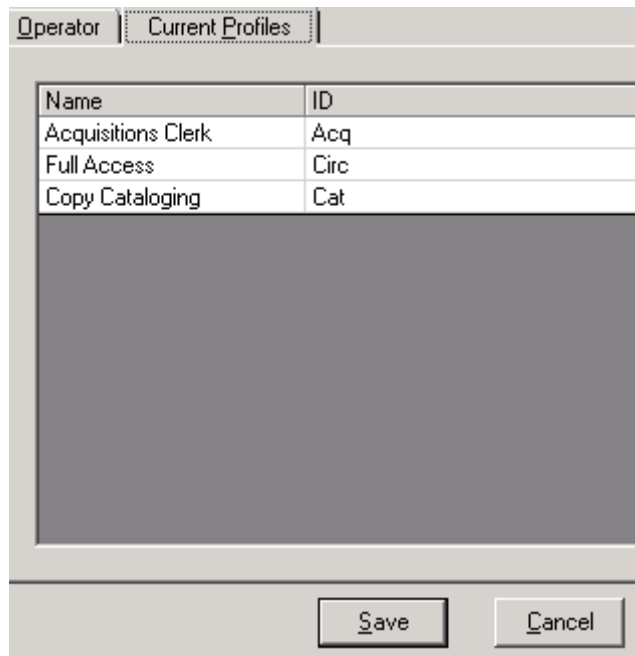 Operator Current Profiles
Name ID
Acquisitions Clerk Acq
Full Access Circ
Copy Cataloging Cat
Save Cancel